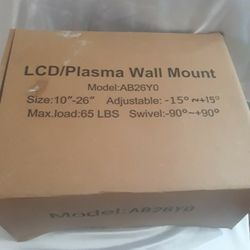 LCD/Plasma Wall Mount
Model:AB26Y0
Size:10"-26" Adjustable: -15°~+15°
Max.load:65 LBS Swivel:-90°~+90°
Model:AB26Y0